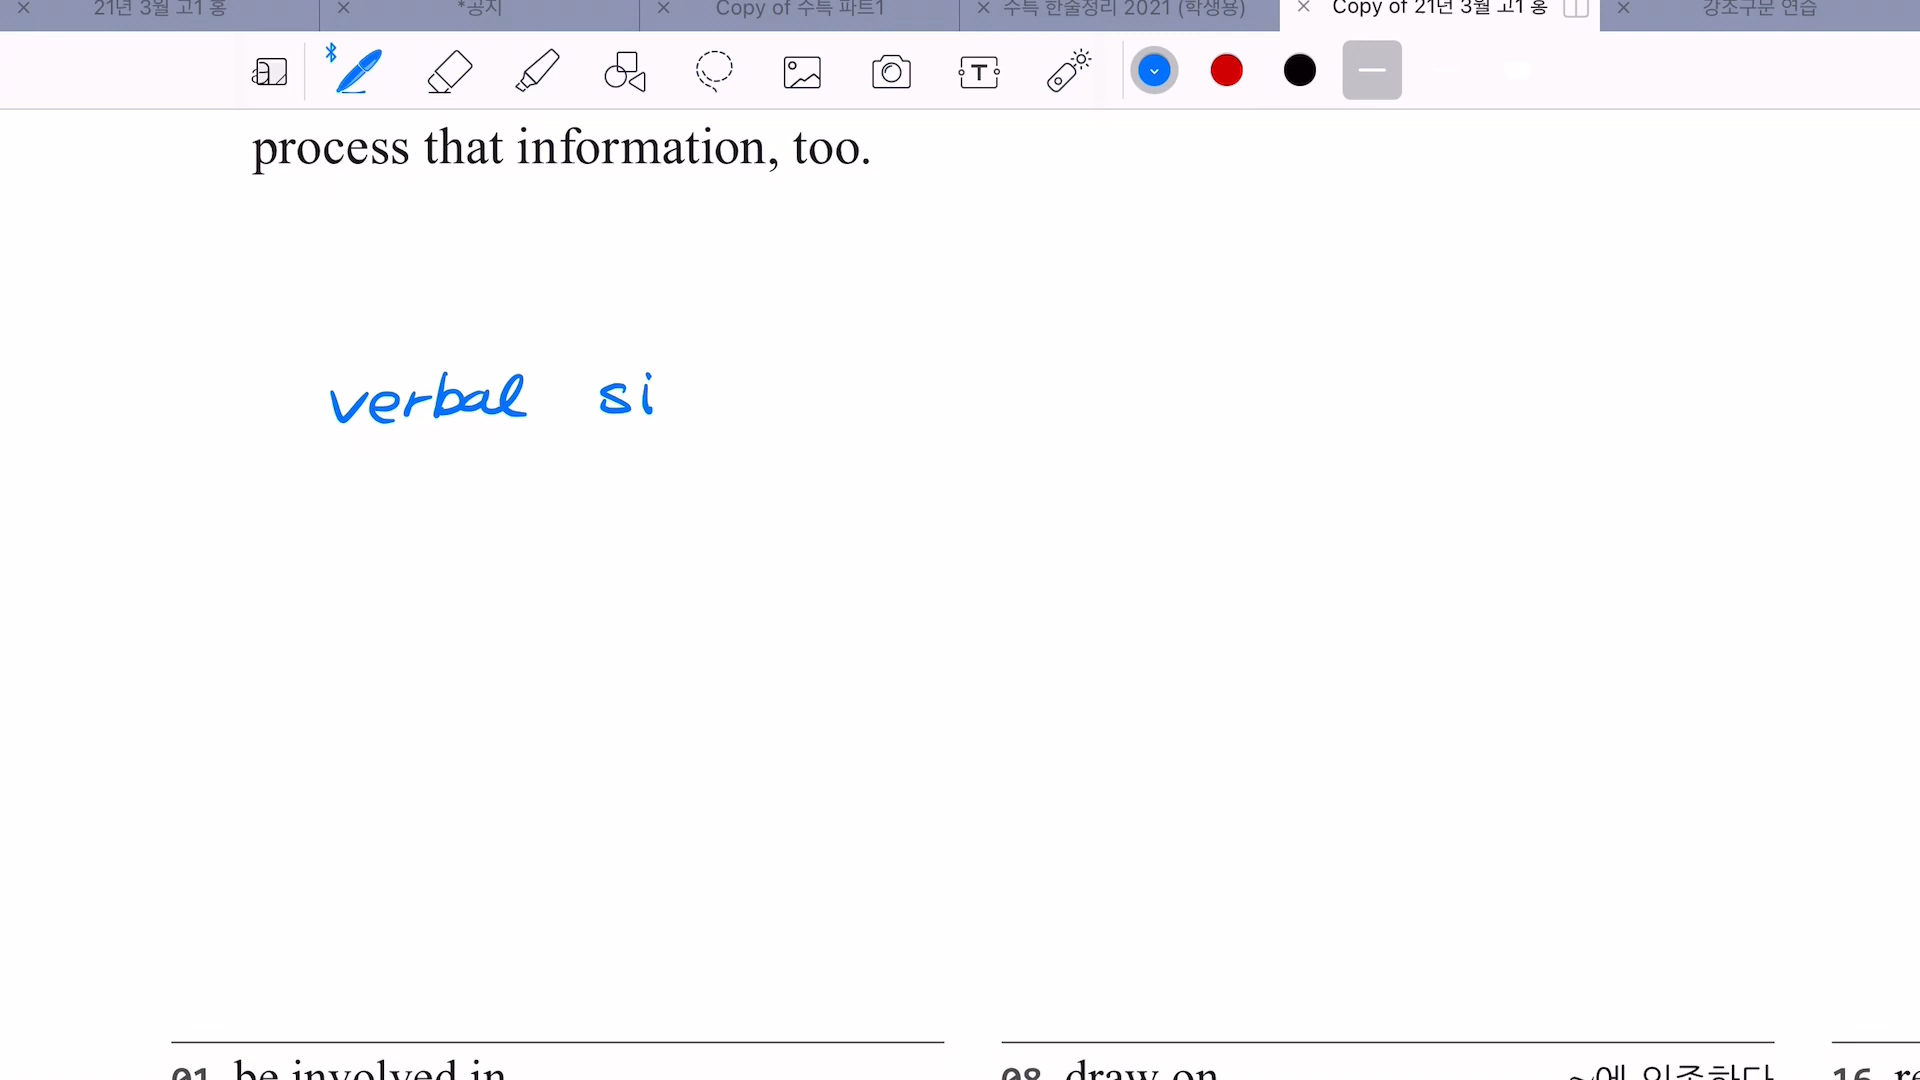 21년 3월 고1 홍
*공지
Copy of 수특 파트1
수특 한술정리 2021 (학생용)
Copy of 21년 3월 고1 홍
강조구문 연습
process that information, too.
verbal si
01 be involved in
08 draw on ~에 의존하다
16